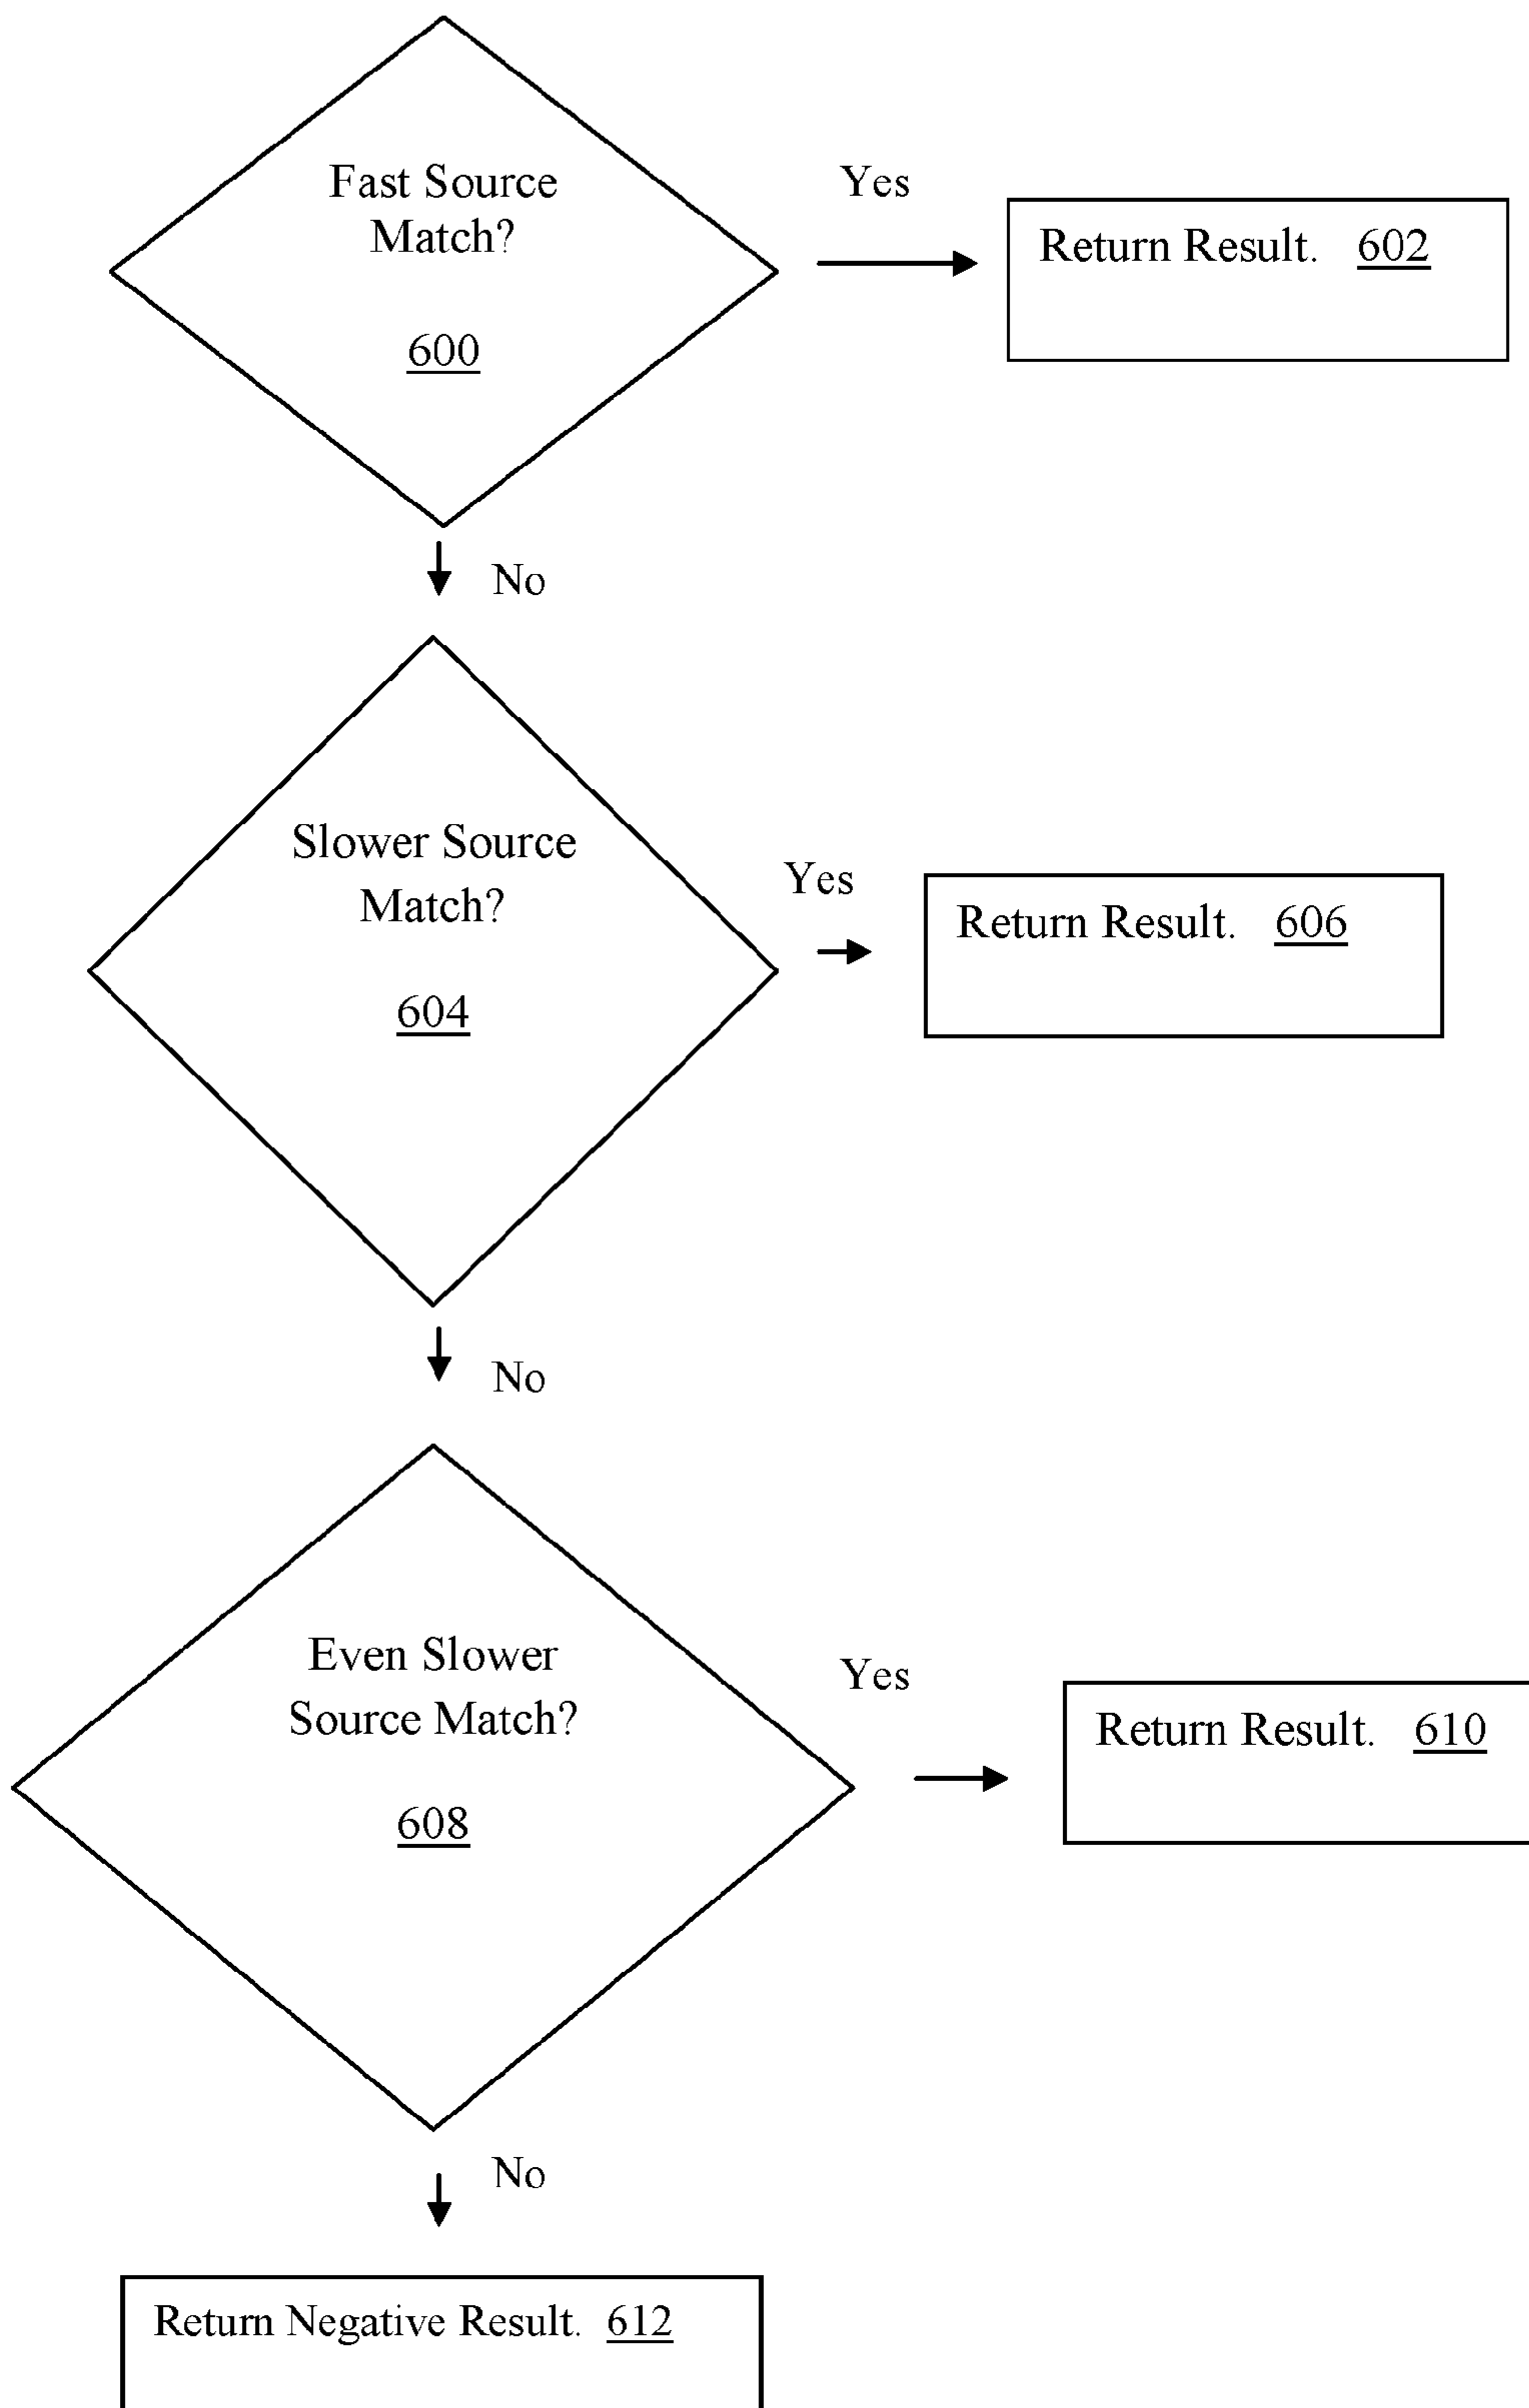 Fast Source
Match?
600
Yes
Return Result. 602
No
Slower Source
Match?
604
Yes
Return Result. 606
No
Even Slower
Source Match?
608
Yes
Return Result. 610
No
Return Negative Result. 612